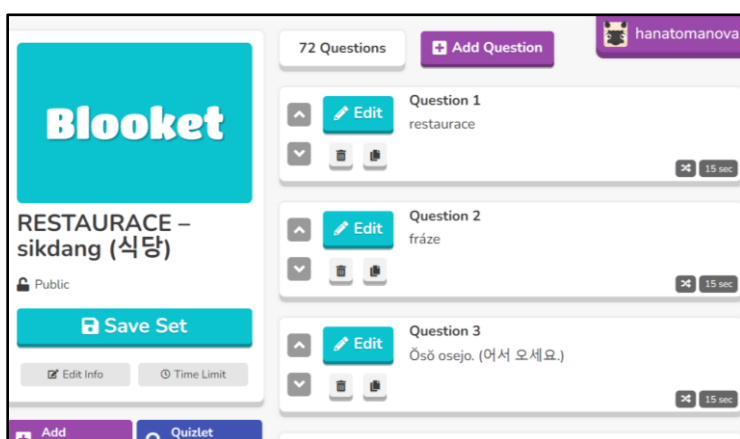 hanatomanova
72 Questions
Add Question
Blooket
RESTAURACE –
sikdang (식당)
Public
Save Set
Edit Info
Time Limit
Add
Quizlet
Edit
Question 1
restaurace
15 sec
Edit
Question 2
fráze
15 sec
Edit
Question 3
Ŏsŏ osejo. (어서 오세요.)
15 sec